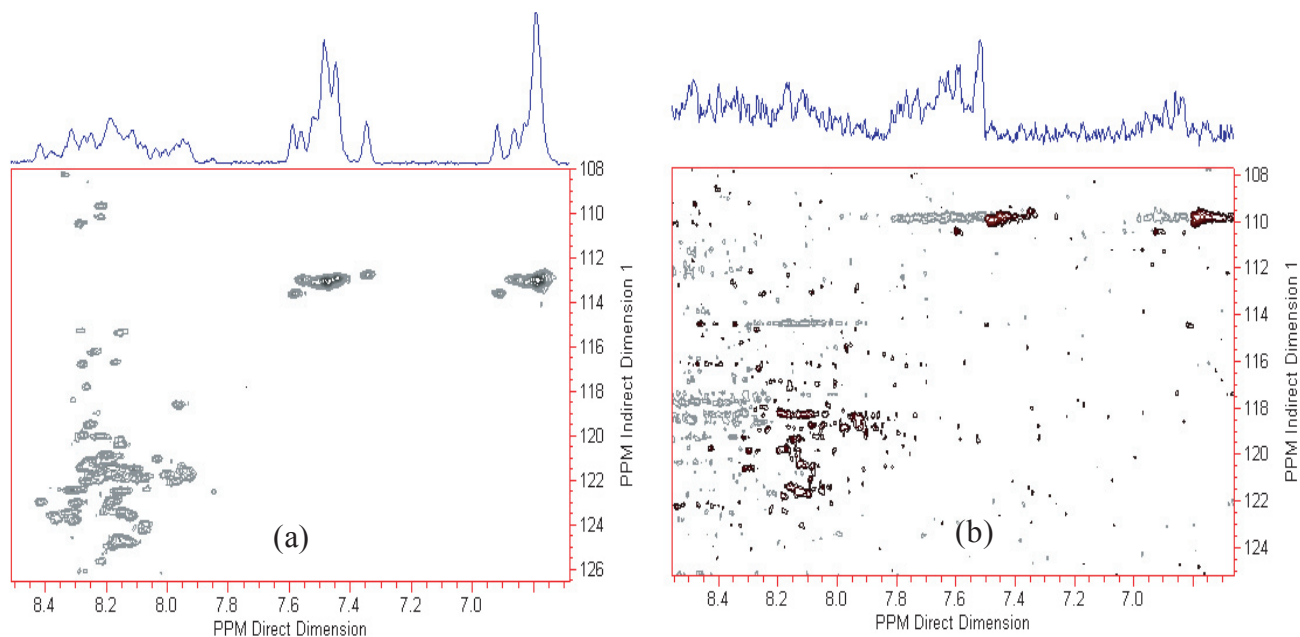 108
110
112
114
116
118
120
122
124
126
PPM Indirect Dimension 1
(a)
8.4 8.2 8.0 7.8 7.6 7.4 7.2 7.0
PPM Direct Dimension
108
110
112
114
116
118
120
122
124
PPM Indirect Dimension 1
(b)
8.4 8.2 8.0 7.8 7.6 7.4 7.2 7.0
PPM Direct Dimension